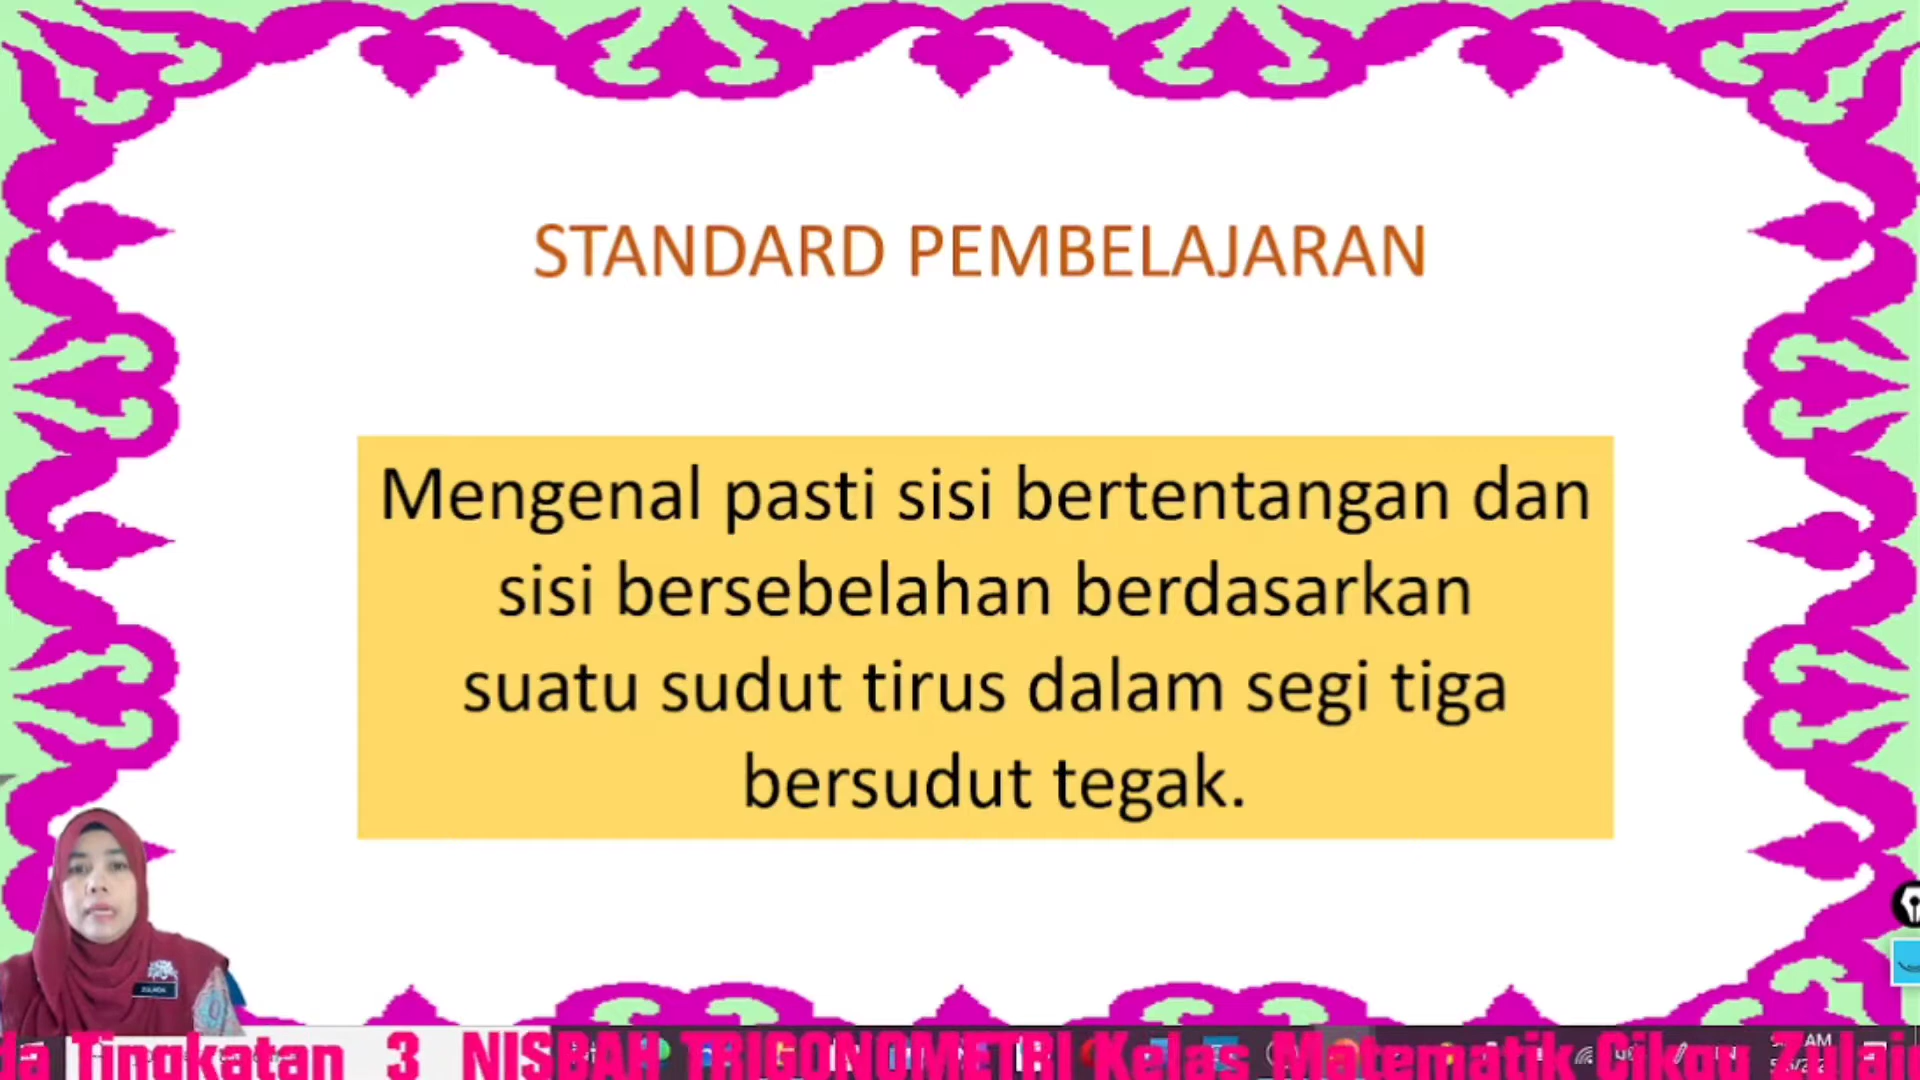 STANDARD PEMBELAJARAN
Mengenal pasti sisi bertentangan dan
sisi bersebelahan berdasarkan
suatu sudut tirus dalam segi tiga
bersudut tegak.
Tingkatan 3 NISBAH TRIGONOMETRI Kelas Matematik Cikgu